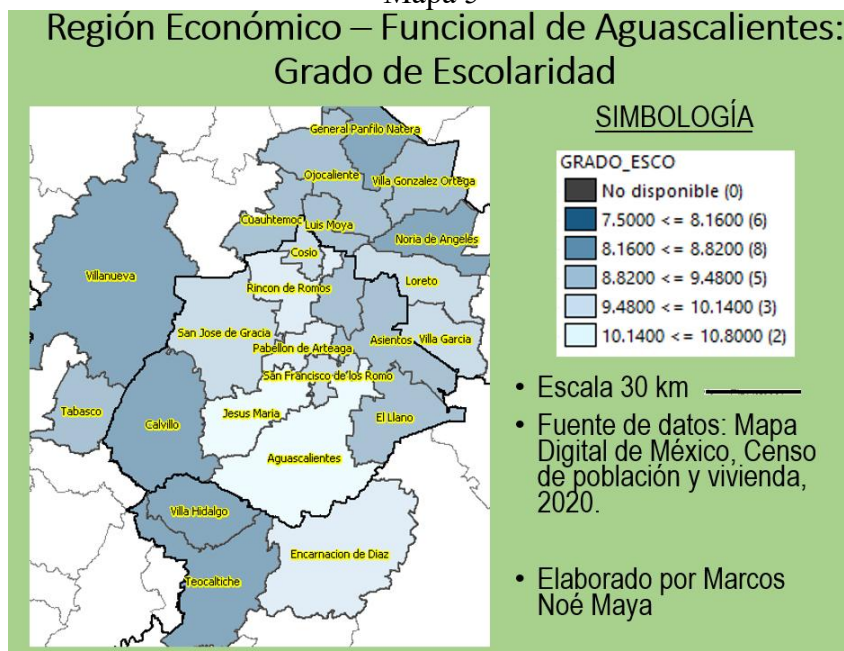 Mapa 3
Región Económico – Funcional de Aguascalientes:
Grado de Escolaridad
General Panfilo Natera
Ojocaliente
Villa Gonzalez Ortega
Cuauhtemoc
Luis Moya
Noria de Angeles
Cosio
Villanueva
Loreto
Rincon de Romos
San Jose de Gracia
Asientos
Villa Garcia
Pabellon de Arteaga
San Francisco de los Romo
Tabasco
Calvillo
Jesus Maria
El Llano
Aguascalientes
Villa Hidalgo
Encarnacion de Diaz
Teocaltiche
SIMBOLOGÍA
GRADO_ESCO
No disponible (0)
7.5000 <= 8.1600 (6)
8.1600 <= 8.8200 (8)
8.8200 <= 9.4800 (5)
9.4800 <= 10.1400 (3)
10.1400 <= 10.8000 (2)
• Escala 30 km
• Fuente de datos: Mapa
Digital de México, Censo
de población y vivienda,
2020.
• Elaborado por Marcos
Noé Maya